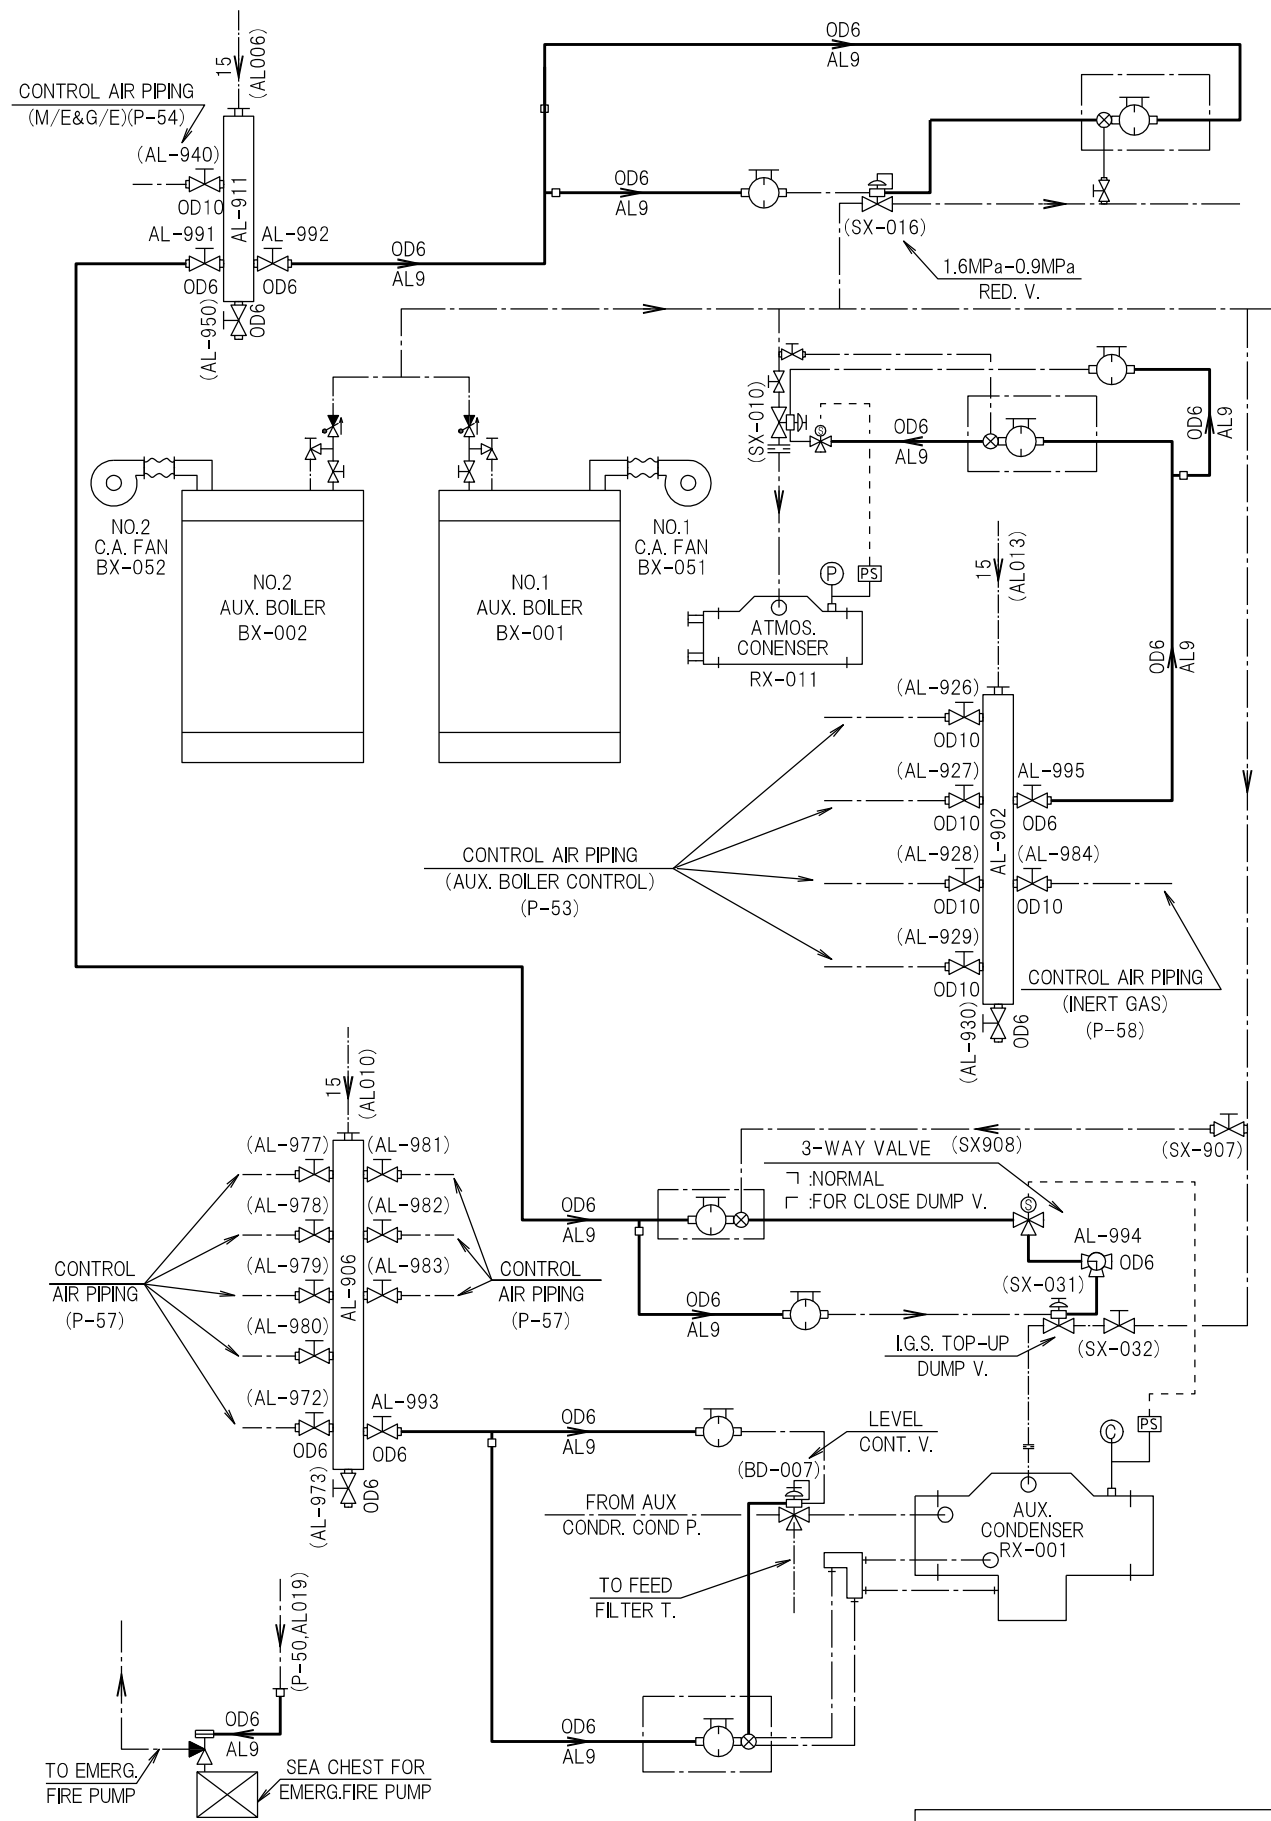 OD6
AL9
15
(AL006)
CONTROL AIR PIPING
(M/E&G/E)(P-54)
(AL-940)
OD10
AL-911
AL-991
AL-992
OD6
AL9
OD6
OD6
(AL-950)
OD6
OD6
AL9
(SX-016)
1.6MPa-0.9MPa
RED. V.
(SX-010)
S
OD6
AL9
OD6
AL9
NO.2
C.A. FAN
BX-052
NO.1
C.A. FAN
BX-051
NO.2
AUX. BOILER
BX-002
NO.1
AUX. BOILER
BX-001
P
PS
ATMOS.
CONENSER
RX-011
15
(AL013)
OD6
AL9
(AL-926)
OD10
(AL-927)
OD10
AL-995
OD6
AL-902
(AL-928)
OD10
(AL-984)
OD10
(AL-929)
OD10
(AL-930)
OD6
CONTROL AIR PIPING
(AUX. BOILER CONTROL)
(P-53)
CONTROL AIR PIPING
(INERT GAS)
(P-58)
15
(AL010)
(AL-977)
(AL-981)
(AL-978)
(AL-982)
(AL-979)
(AL-983)
(AL-980)
AL-906
(AL-972)
OD6
AL-993
OD6
(AL-973)
OD6
CONTROL
AIR PIPING
(P-57)
CONTROL
AIR PIPING
(P-57)
3-WAY VALVE
:NORMAL
:FOR CLOSE DUMP V.
(SX908)
(SX-907)
OD6
AL9
S
AL-994
OD6
(SX-031)
OD6
AL9
I.G.S. TOP-UP
DUMP V.
(SX-032)
OD6
AL9
LEVEL
CONT. V.
(BD-007)
C
PS
FROM AUX
CONDR. COND P.
AUX.
CONDENSER
RX-001
TO FEED
FILTER T.
OD6
AL9
(P-50,AL019)
OD6
AL9
TO EMERG.
FIRE PUMP
SEA CHEST FOR
EMERG.FIRE PUMP